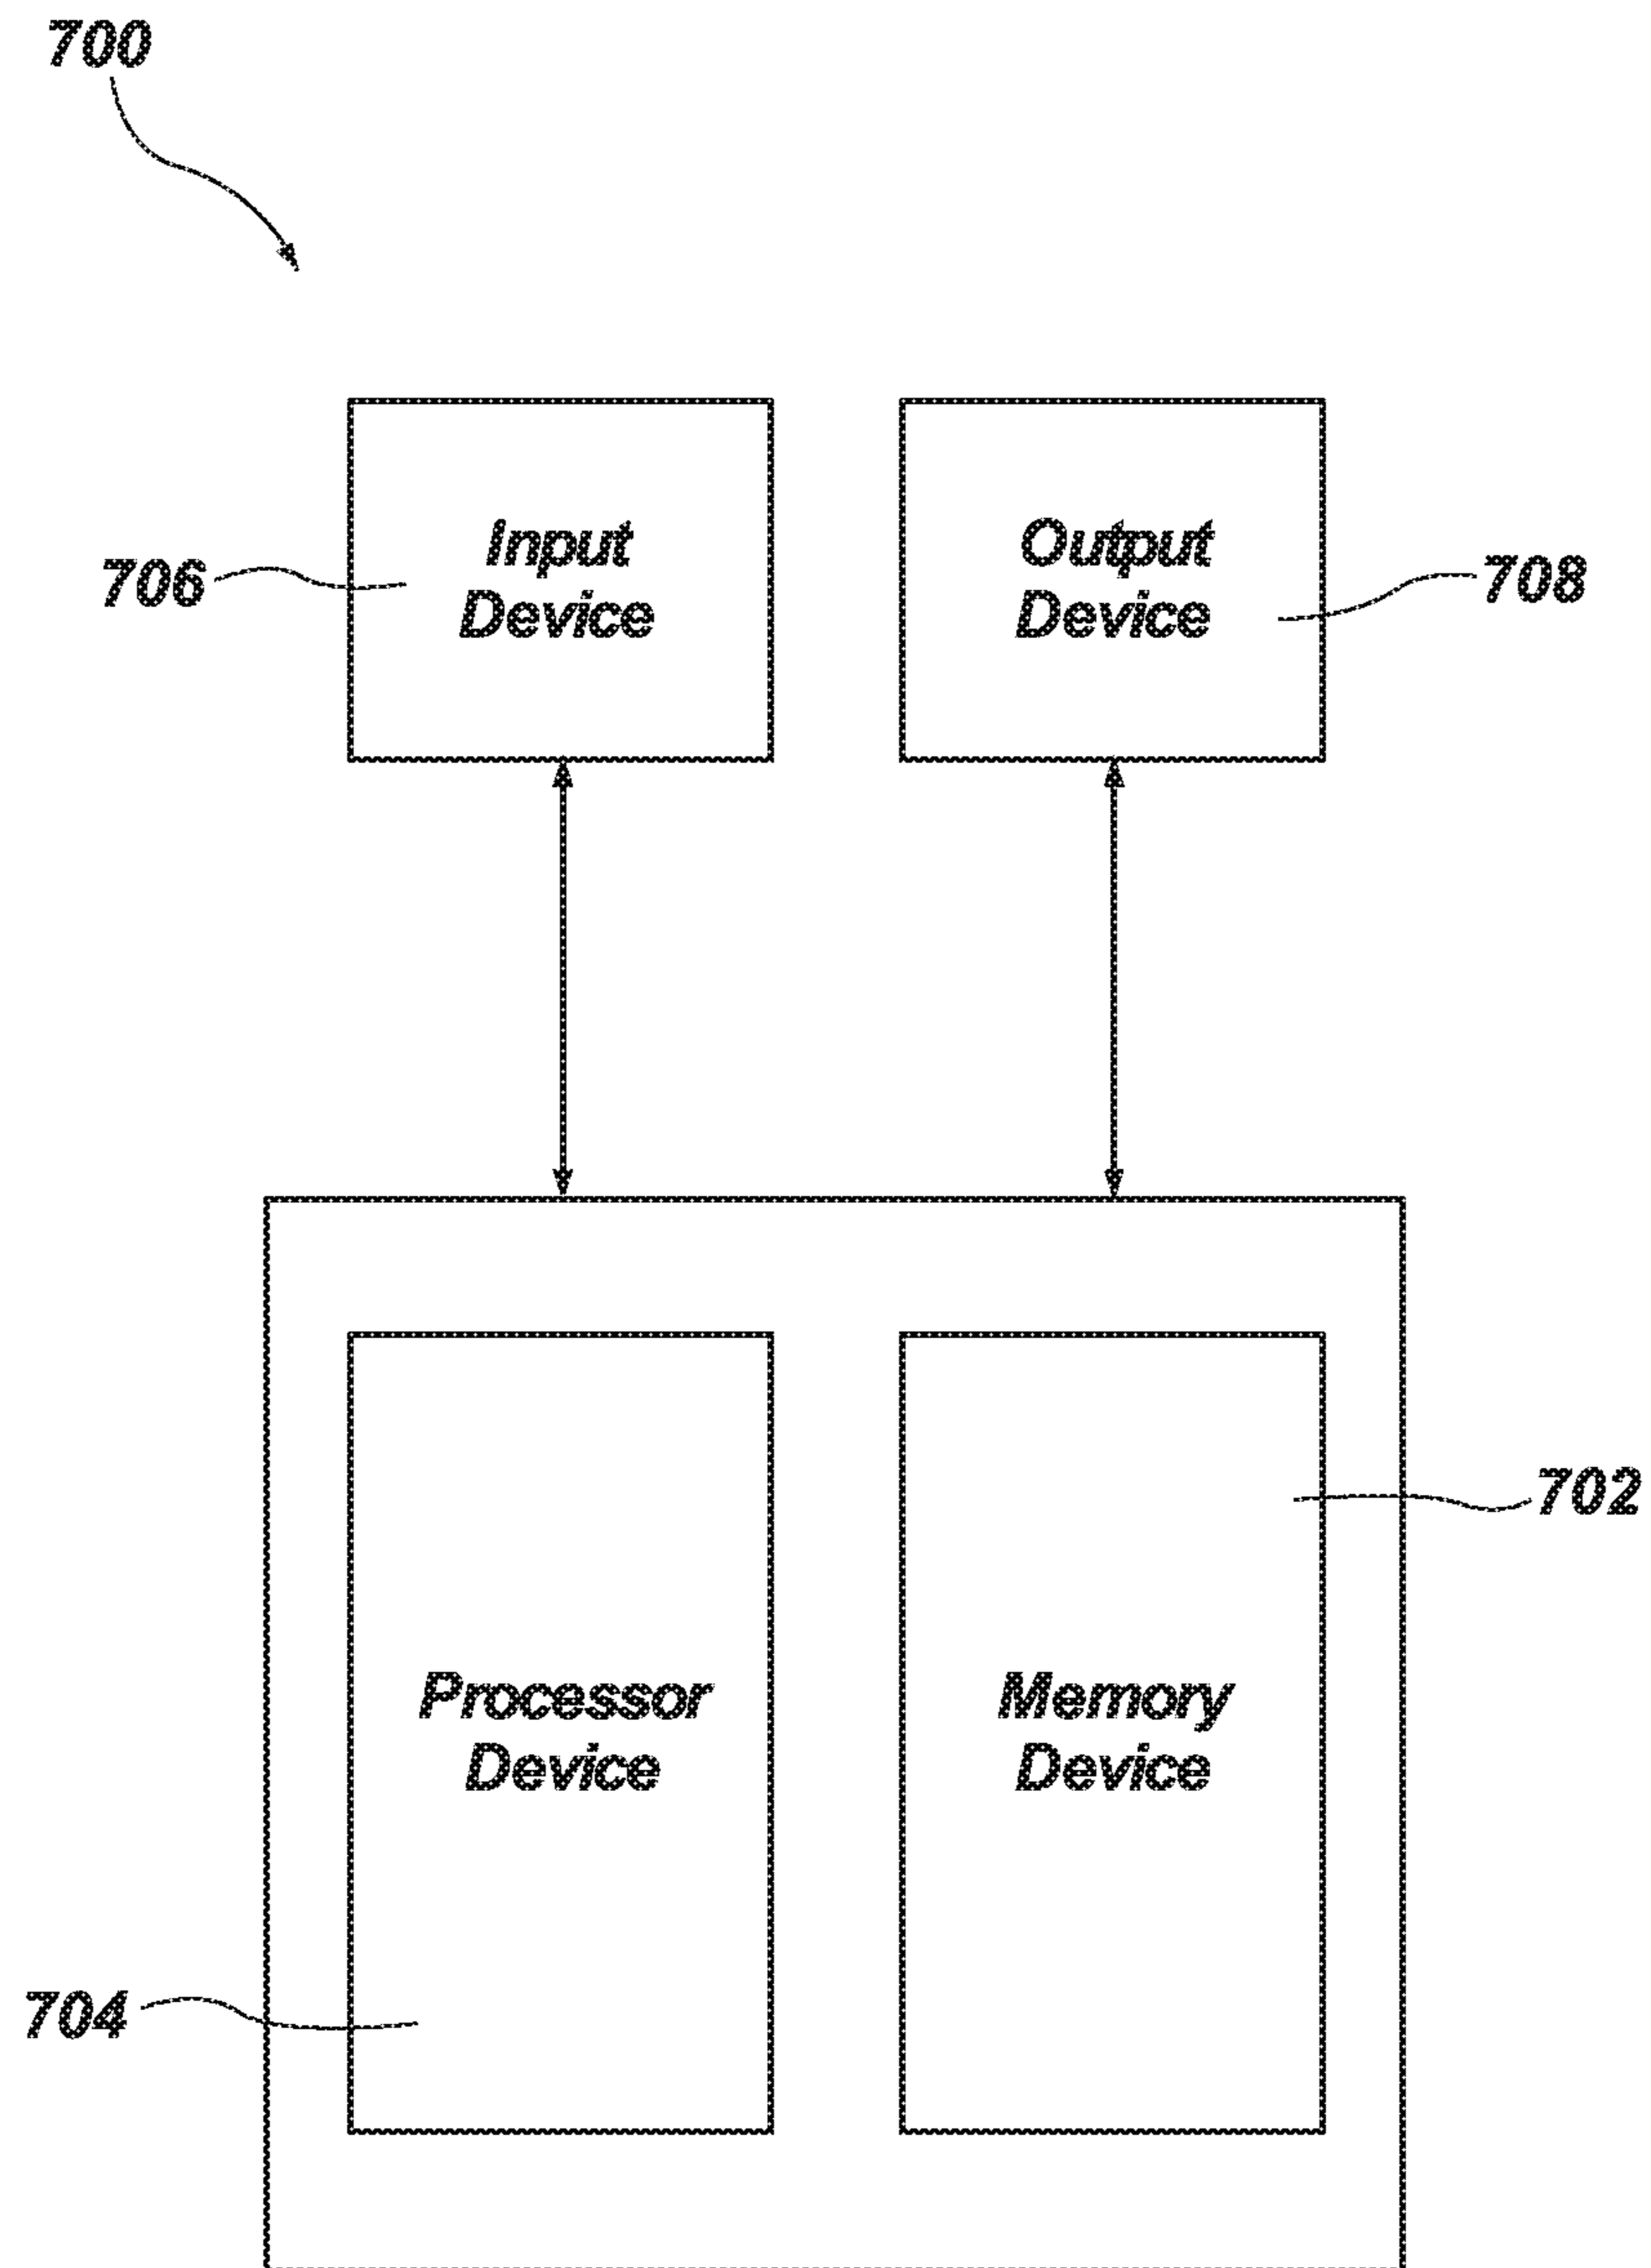 700
Input
Device
Output
Device
706
708
702
Processor
Device
Memory
Device
704